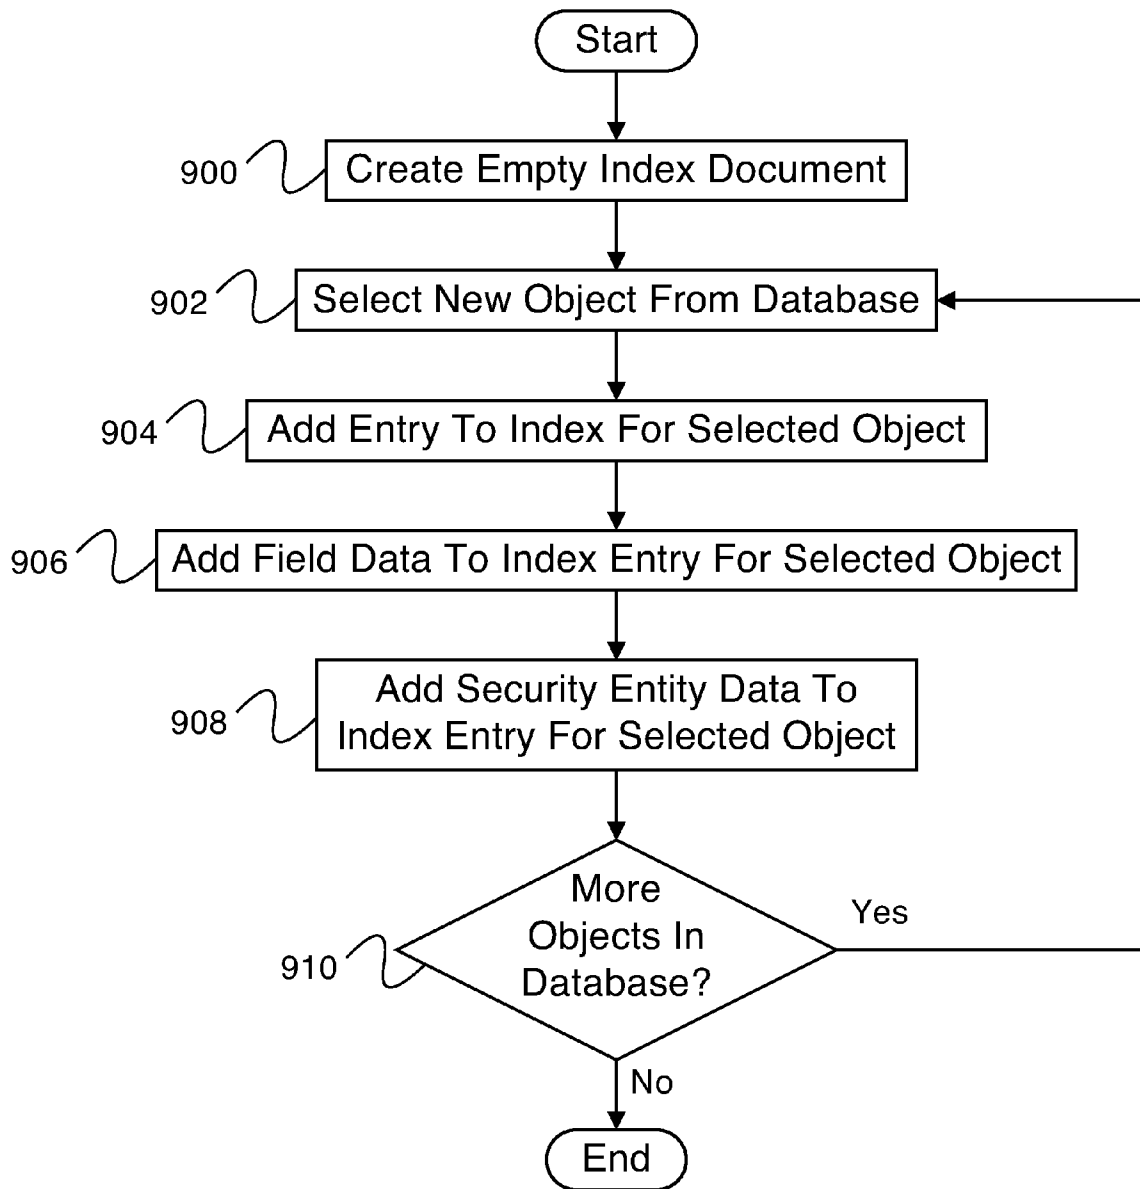 Start
900
Create Empty Index Document
902
Select New Object From Database
904
Add Entry To Index For Selected Object
906
Add Field Data To Index Entry For Selected Object
908
Add Security Entity Data To
Index Entry For Selected Object
910
More
Objects In
Database?
Yes
No
End